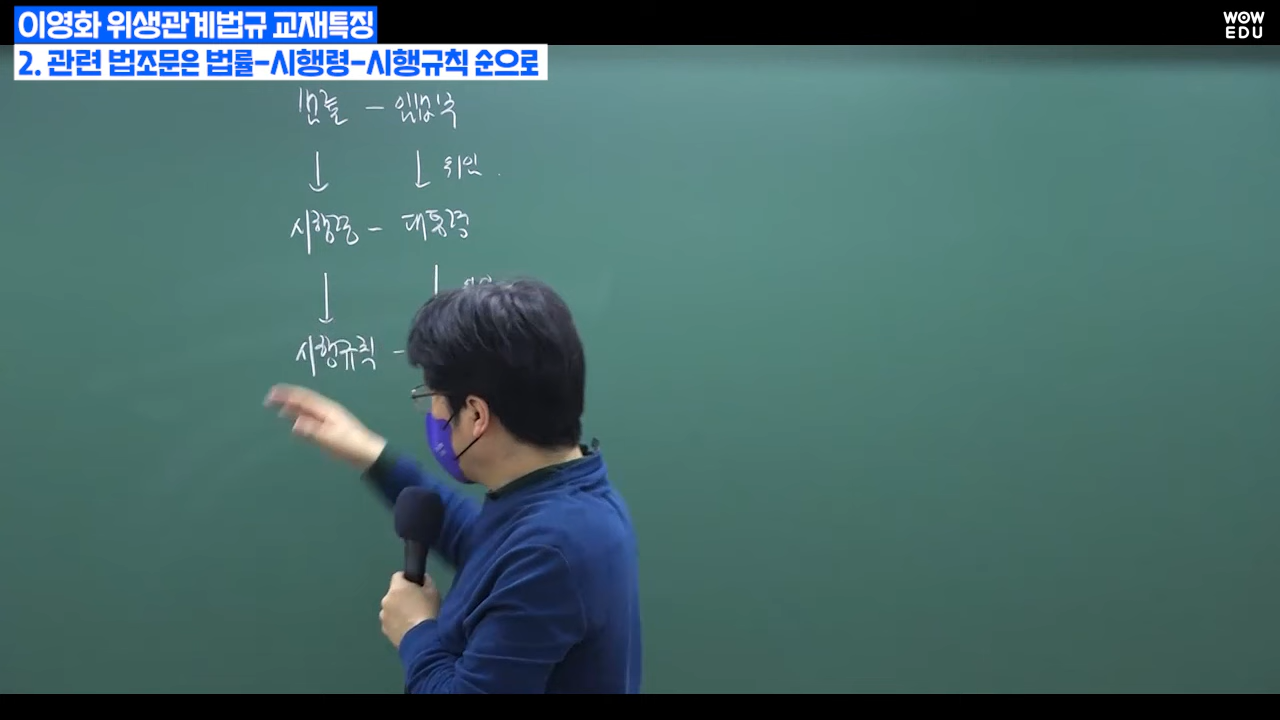 이영화 위생관계법규 교재특징
WOW
EDU
2. 관련 법조문은 법률-시행령-시행규칙 순으로
법률 - 입법부
↓ ↓ 위임
시행령 - 대통령
↓
시행규칙 -